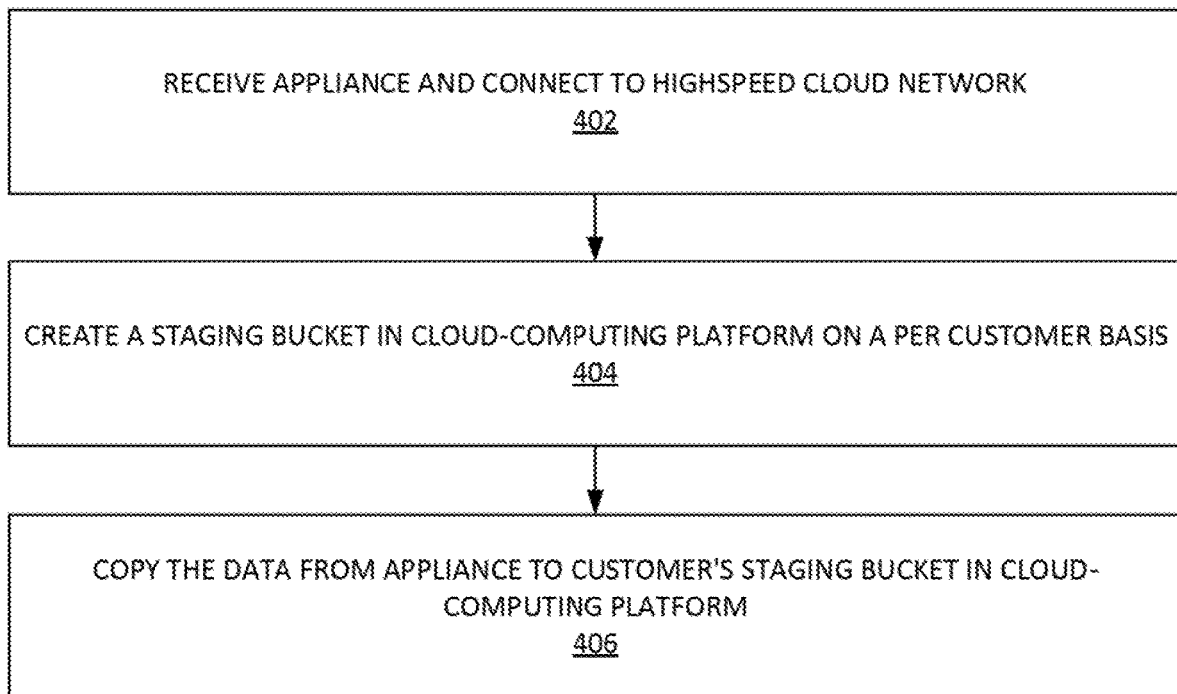 RECEIVE APPLIANCE AND CONNECT TO HIGHSPEED CLOUD NETWORK
402
CREATE A STAGING BUCKET IN CLOUD-COMPUTING PLATFORM ON A PER CUSTOMER BASIS
404
COPY THE DATA FROM APPLIANCE TO CUSTOMER'S STAGING BUCKET IN CLOUD-
COMPUTING PLATFORM
406